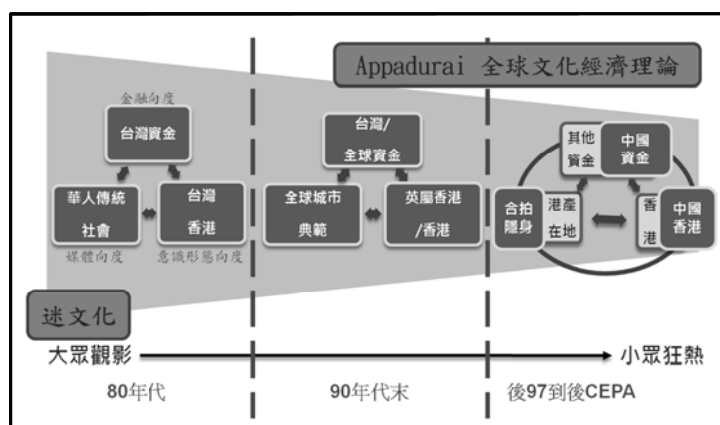 Appadurai 全球文化經濟理論
金融向度
台灣資金
華人傳統
社會
媒體向度
台灣
香港
意識形態向度
台灣/
全球資金
全球城市
典範
英屬香港
/香港
其他
資金
中國
資金
合拍
隱身
港產
在地
香
港
中國
香港
迷文化
大眾觀影
小眾狂熱
80年代
90年代末
後97到後CEPA